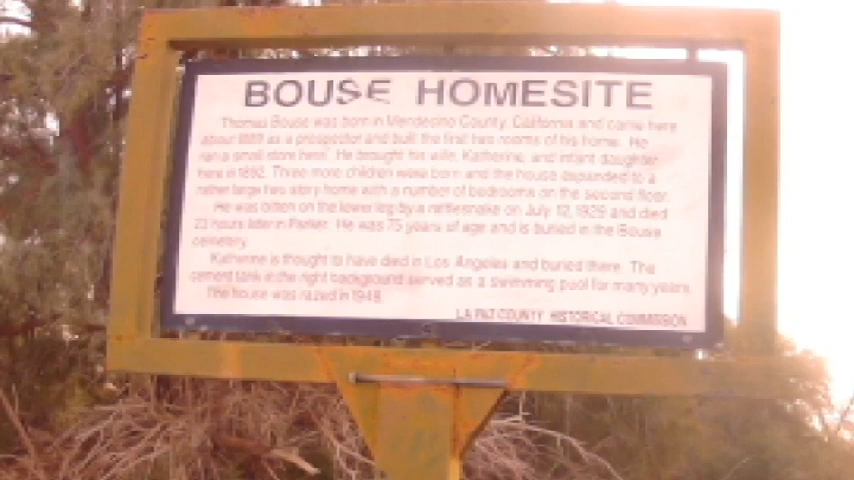 BOUSE HOMESITE
Thomas Bouse was born in Mendecino County, California and came here
about 1889 as a prospector and built the first two rooms of his home. He
ran a small store here. He brought his wife, Katherine, and infant daughter
here in 1892. Three more children were born and the house expanded to a
rather large two story home with a number of bedrooms on the second floor.
He was bitten on the lower leg by a rattlesnake on July 12, 1929 and died
23 hours later in Parker. He was 75 years of age and is buried in the Bouse
cemetery.
Katherine is thought to have died in Los Angeles and buried there. The
cement tank in the right background served as a swimming pool for many years.
The house was razed in 1948.
LA PAZ COUNTY HISTORICAL COMMISSION